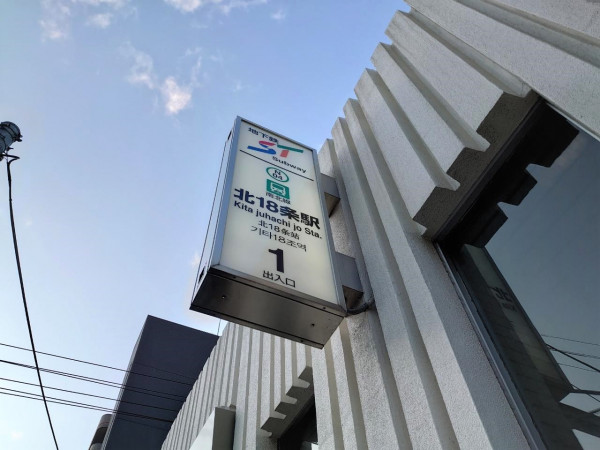 地下鉄
ST
Subway
N
04
南北線
北18条駅
Kita juhachi jo Sta.
北18条站
기타18조역
1
出入口